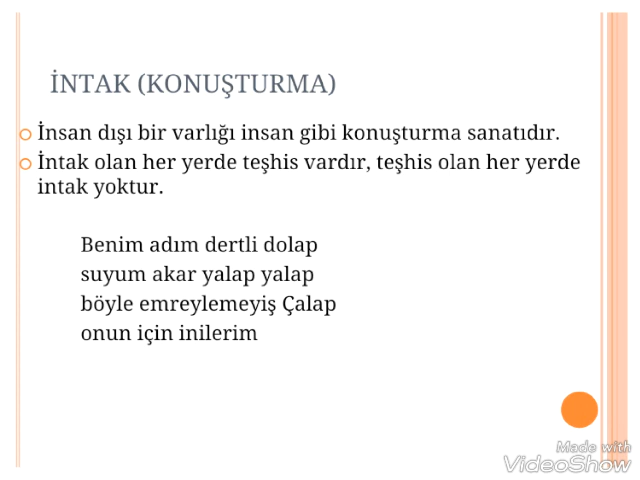 İNTAK (KONUŞTURMA)
İnsan dışı bir varlığı insan gibi konuşturma sanatıdır.
İntak olan her yerde teşhis vardır, teşhis olan her yerde
intak yoktur.
Benim adım dertli dolap
suyum akar yalap yalap
böyle emreylemeyiş Çalap
onun için inilerim
Made with
VideoShow